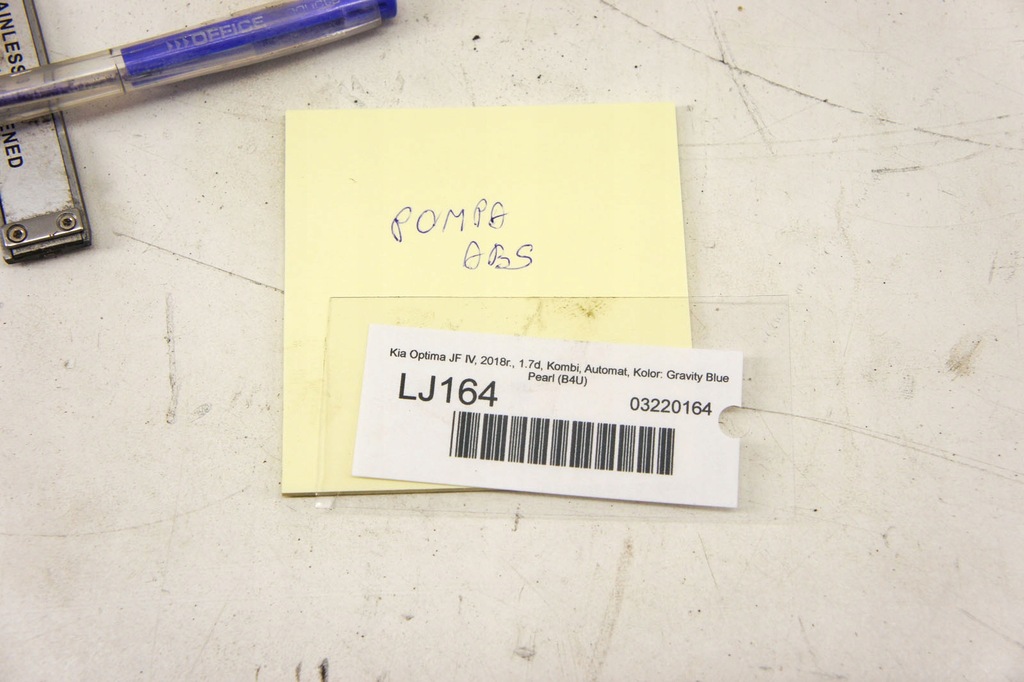 AINLESS
ENED
OFFICE
POMPA
ABS
Kia Optima JF IV, 2018r., 1.7d, Kombi, Automat, Kolor: Gravity Blue
Pearl (B4U)
LJ164
03220164